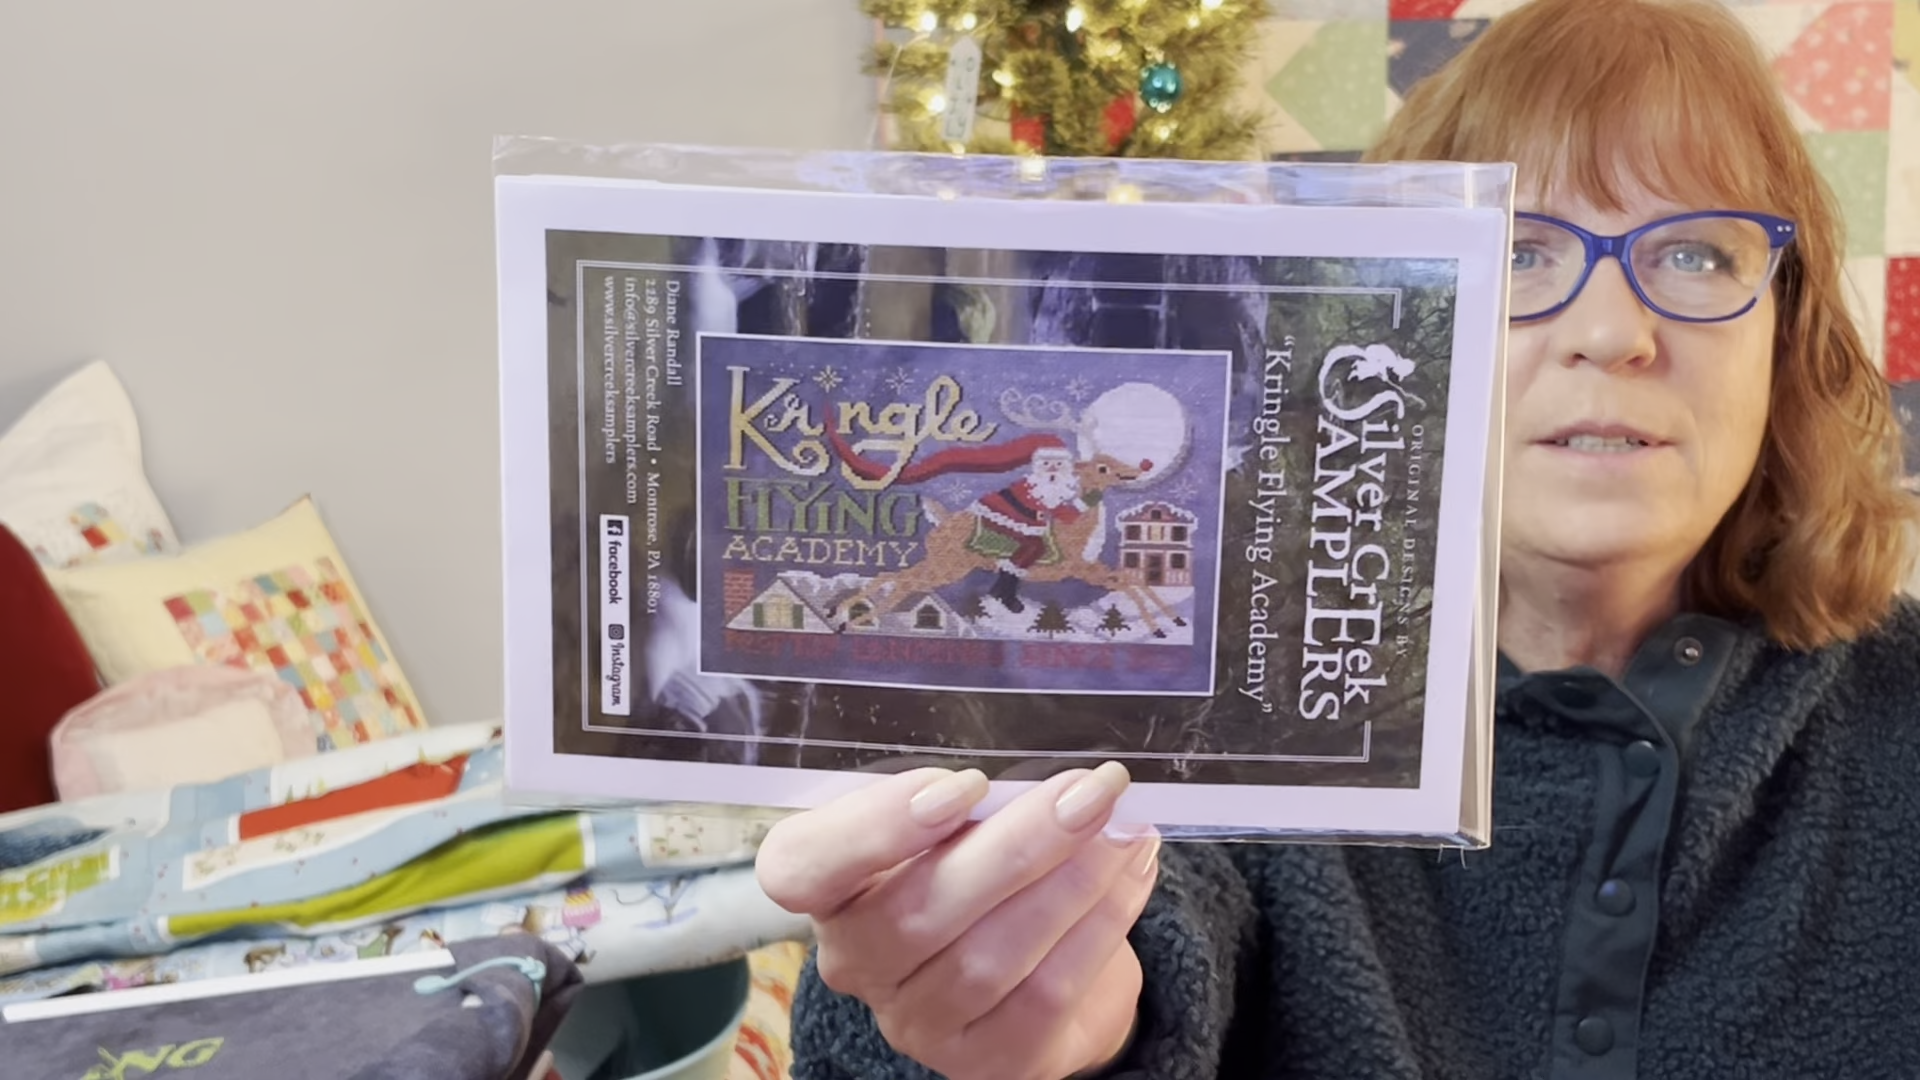 ORIGINAL DESIGNS BY
Silver CrEek
SAMPLERS
"Kringle Flying Academy"
Kringle
FLYING
ACADEMY
Diane Randall
2289 Silver Creek Road • Montrose, PA 18801
info@silvercreeksamplers.com
www.silvercreeksamplers
facebook
Instagram
NG